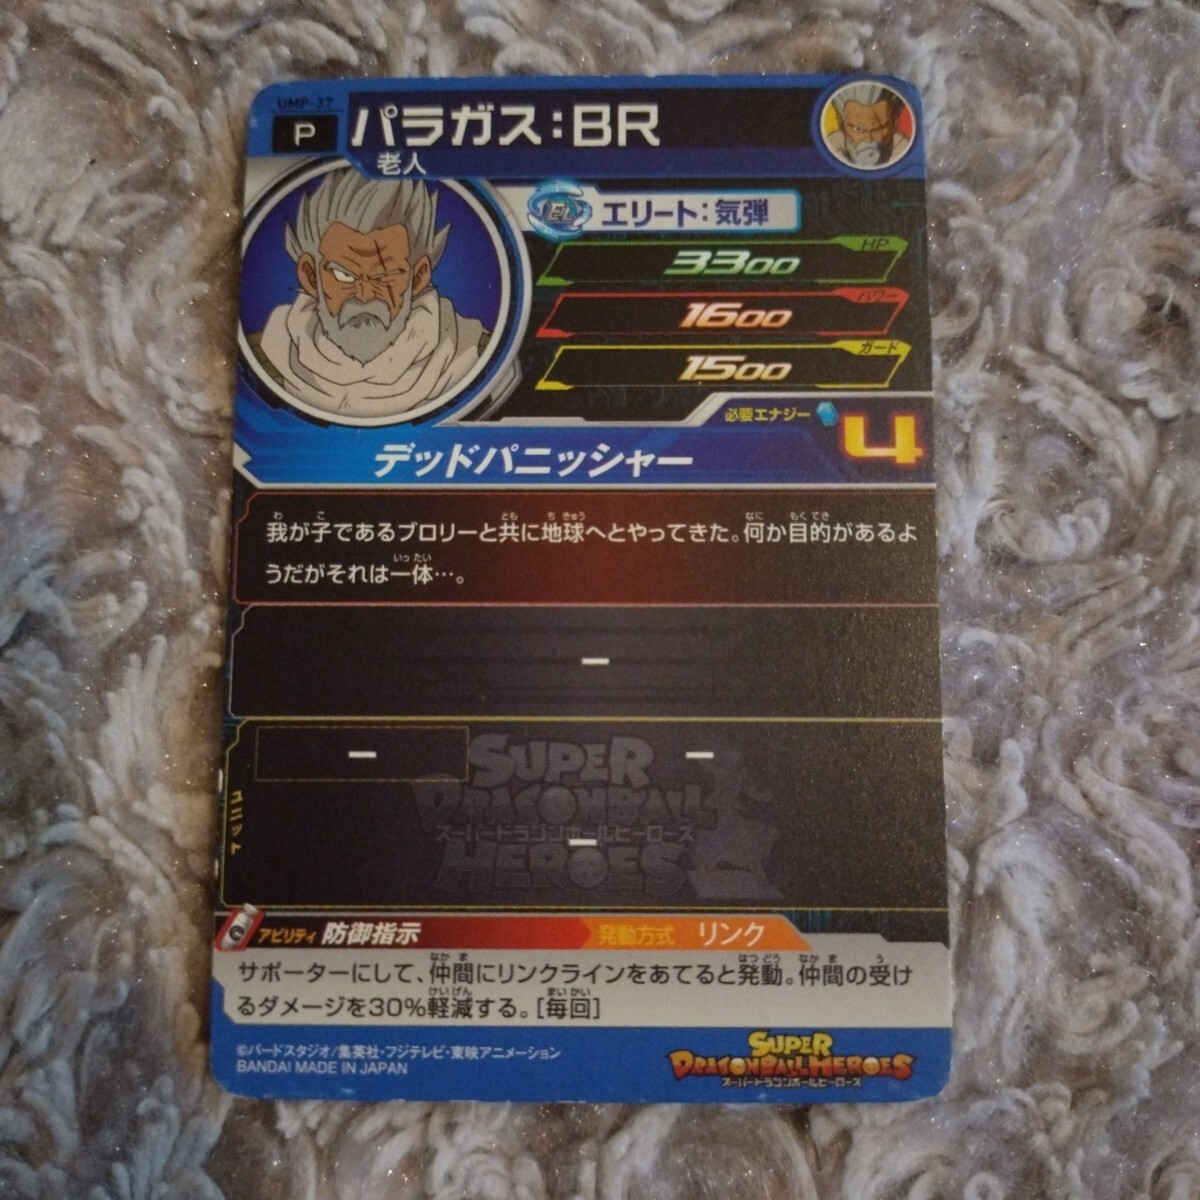 UMP-37
P
パラガス:BR
老人
EL
エリート:気弾
HP
3300
パワー
1600
ガード
1500
必要エナジー
4
デッドパニッシャー
我が子であるブロリーと共に地球へとやってきた。何か目的があるよ
うだがそれは一体…。
ー
ー ー
SUPER
DRAGONBALL
スーパードラゴンボールヒーローズ
HEROES
ー
ユニット
アビリティ 防御指示 発動方式 リンク
サポーターにして、仲間にリンクラインをあてると発動。仲間の受け
るダメージを30%軽減する。[毎回]
©バードスタジオ/集英社・フジテレビ・東映アニメーション
BANDAI MADE IN JAPAN
SUPER
DRAGONBALL HEROES
スーパードラゴンボールヒーローズ